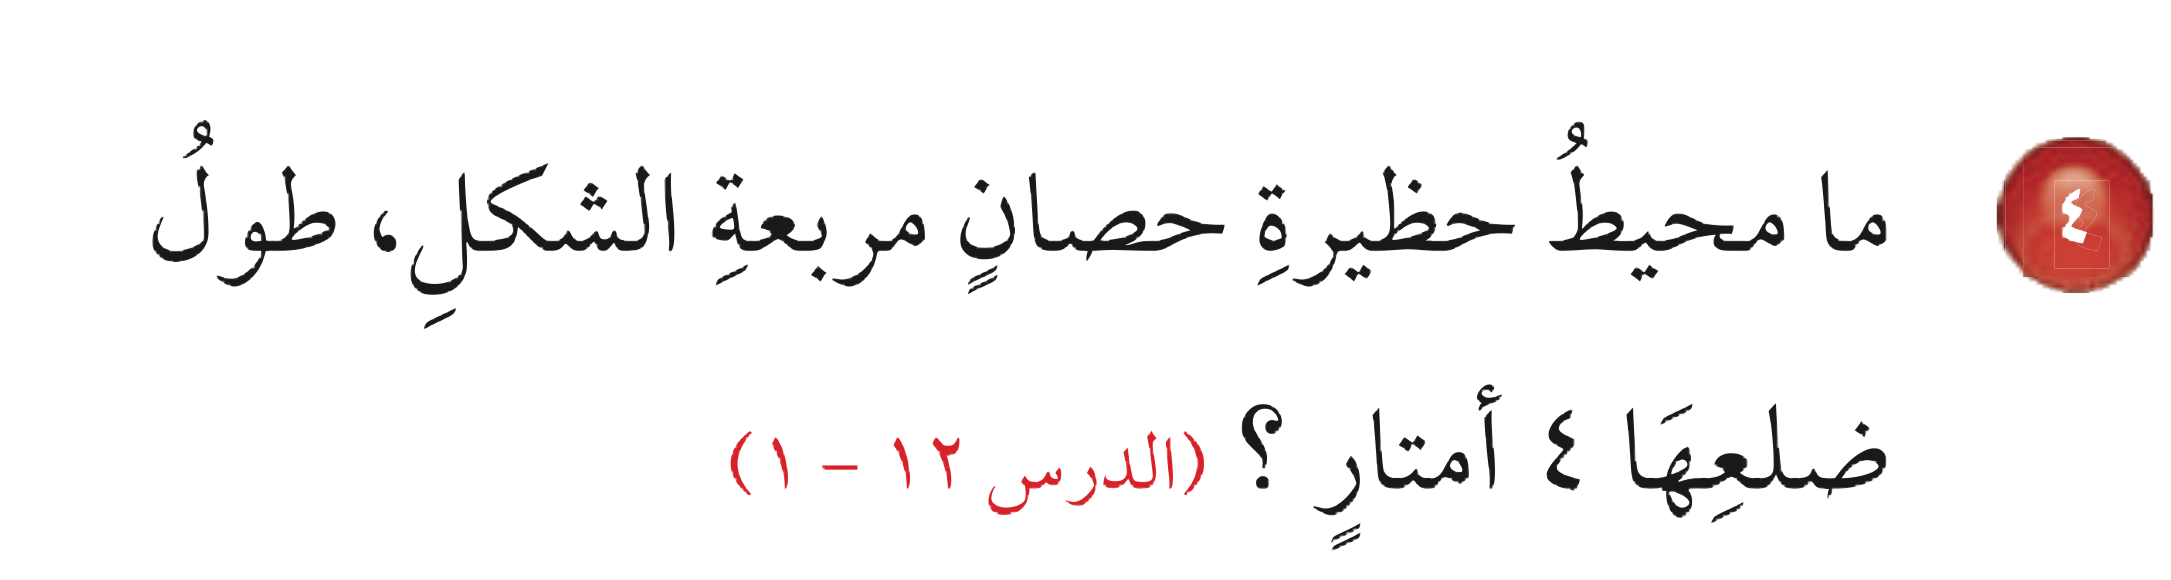 ٤ ما محيطُ حظيرةِ حصانٍ مربعةِ الشكلِ، طولُ
ضلعِهَا ٤ أمتارٍ ؟ (الدرس ١٢ - ١)